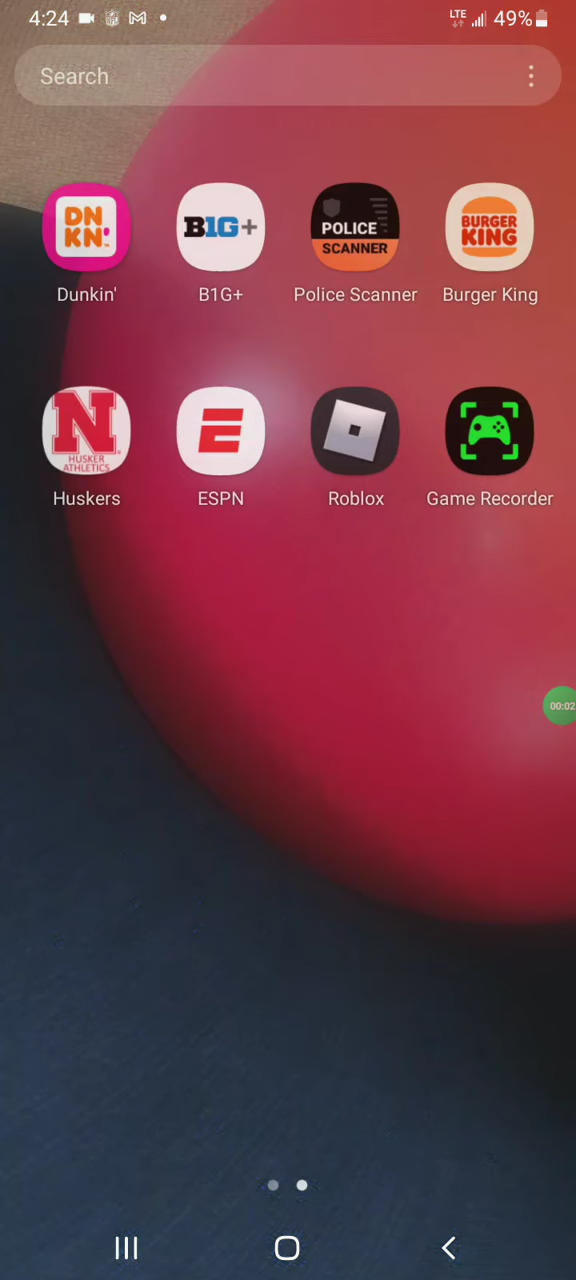 4:24 LTE 49%
Search
DN
KN'
B1G+
POLICE
SCANNER
BURGER
KING
Dunkin' B1G+ Police Scanner Burger King
N
HUSKER
ATHLETICS
E
Huskers ESPN Roblox Game Recorder
00:02